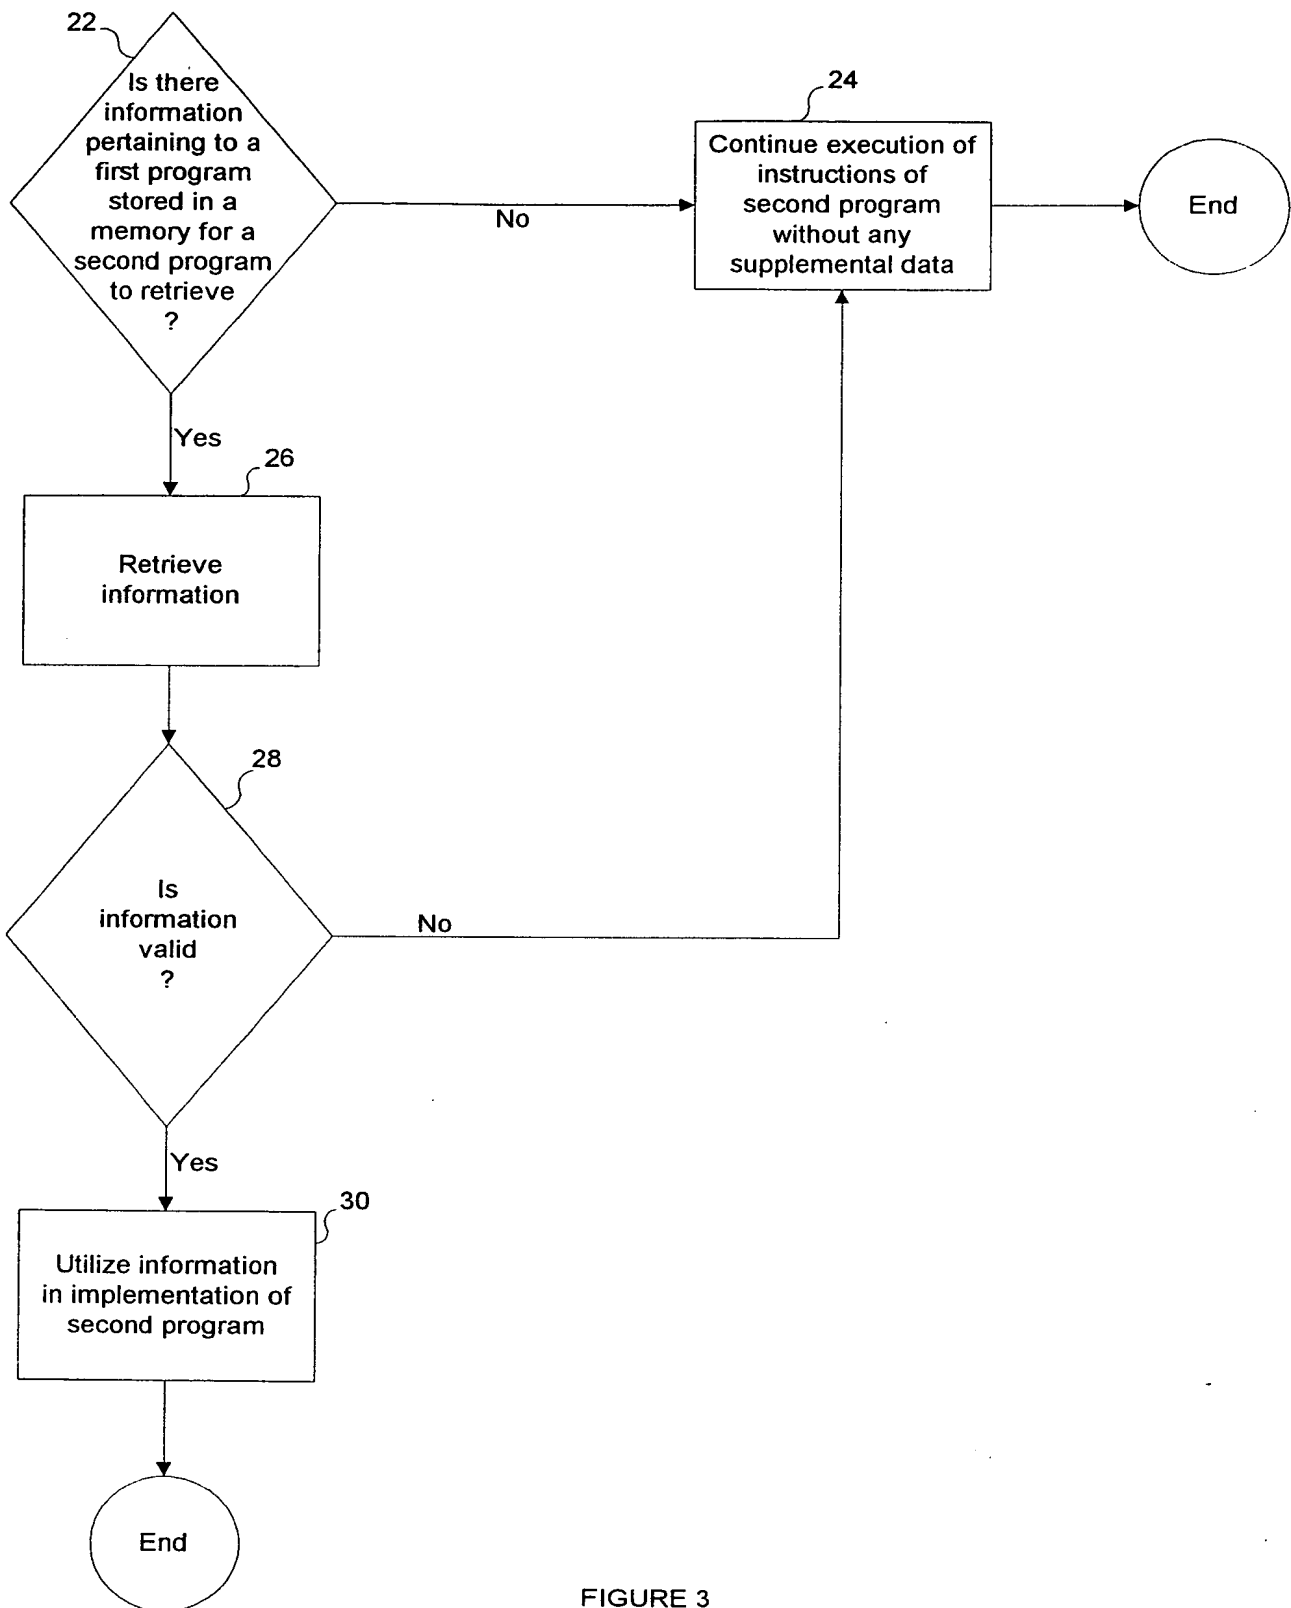 22
Is there
information
pertaining to a
first program
stored in a
memory for a
second program
to retrieve
?
No
24
Continue execution of
instructions of
second program
without any
supplemental data
End
Yes
26
Retrieve
information
28
Is
information
valid
?
No
Yes
30
Utilize information
in implementation of
second program
End
FIGURE 3